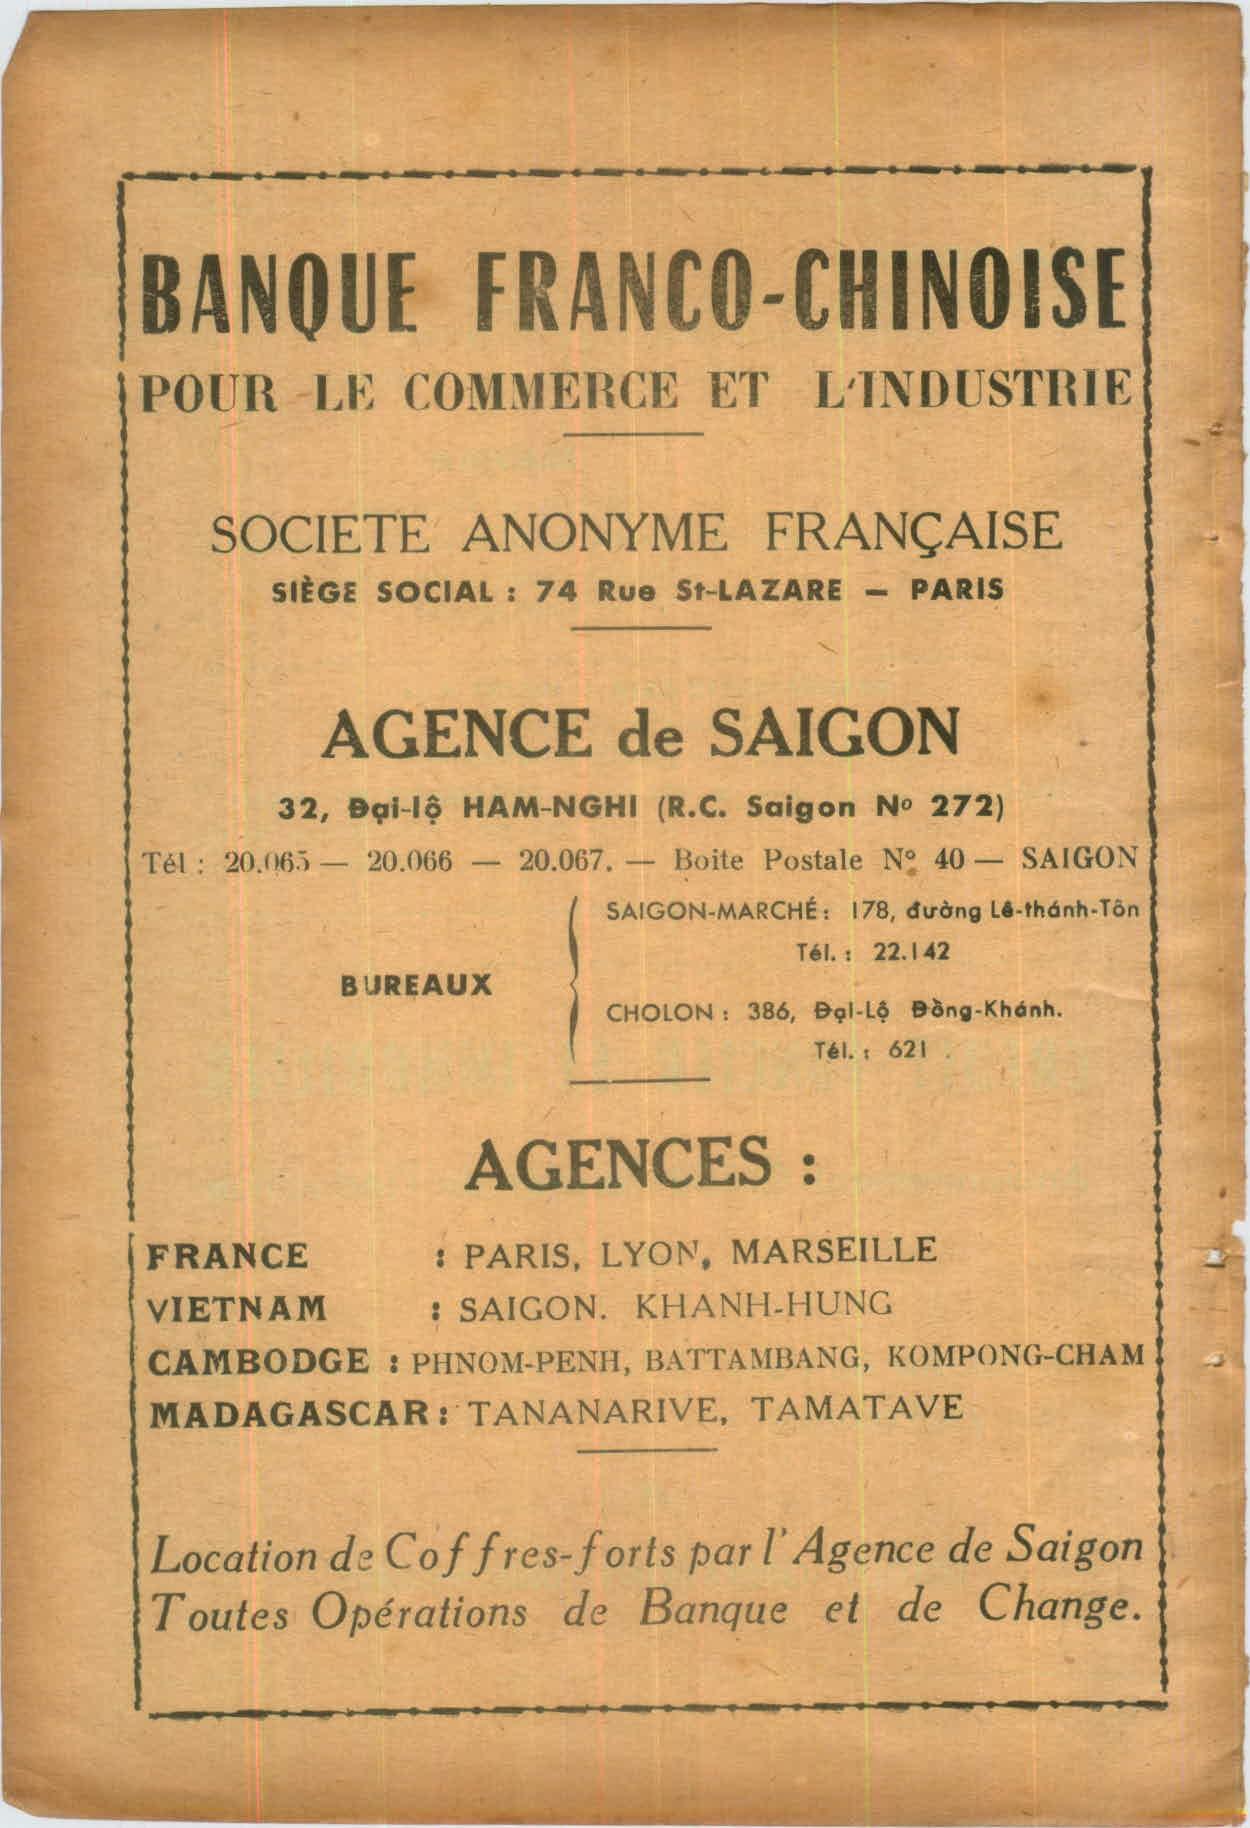 BANQUE FRANCO-CHINOISE
POUR LE COMMERCE ET L'INDUSTRIE
SOCIETE ANONYME FRANÇAISE
SIÈGE SOCIAL : 74 Rue St-LAZARE — PARIS
AGENCE de SAIGON
32, Đại-lộ HAM-NGHI (R.C. Saigon Nº 272)
Tél : 20.065 — 20.066 — 20.067. — Boite Postale Nº 40 — SAIGON
BUREAUX
SAIGON-MARCHÉ : 178, đường Lê-thánh-Tôn
Tél. : 22.142
CHOLON : 386, Đạl-Lộ Đồng-Khánh.
Tél. : 621 .
AGENCES :
FRANCE : PARIS, LYON, MARSEILLE
VIETNAM : SAIGON. KHANH-HUNG
CAMBODGE : PHNOM-PENH, BATTAMBANG, KOMPONG-CHAM
MADAGASCAR : TANANARIVE, TAMATAVE
Location de Coffres-forts par l'Agence de Saigon
Toutes Opérations de Banque et de Change.